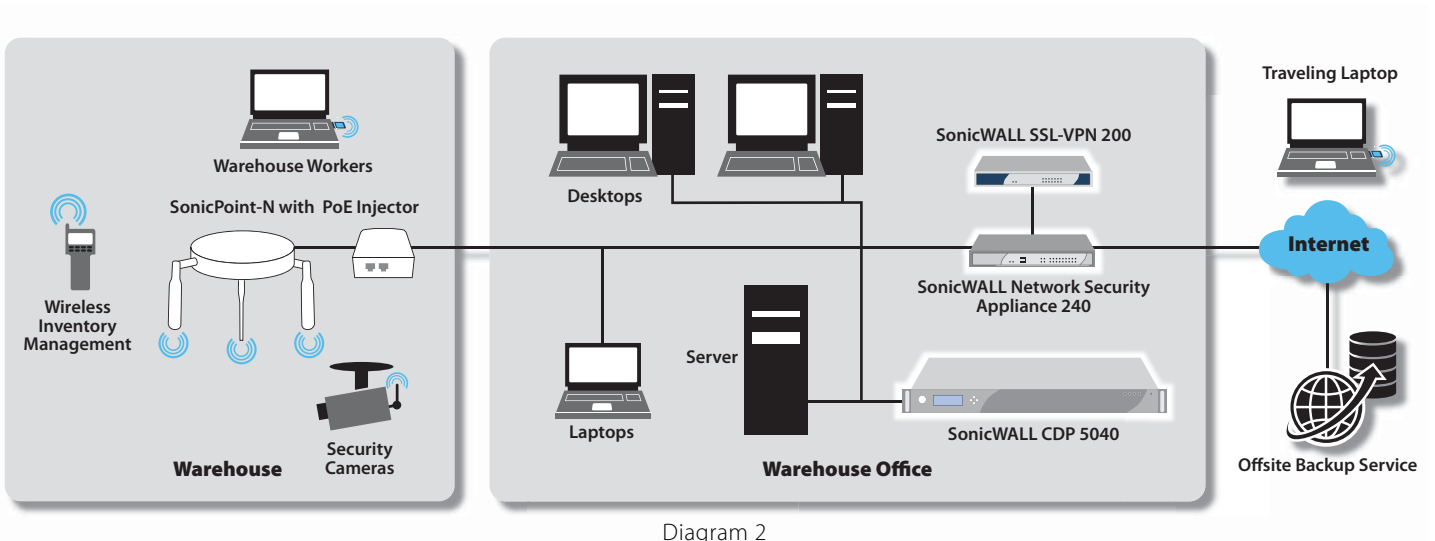 Warehouse Workers
SonicPoint-N with PoE Injector
Wireless
Inventory
Management
Security
Cameras
Warehouse
Desktops
SonicWALL SSL-VPN 200
SonicWALL Network Security
Appliance 240
Server
Laptops
SonicWALL CDP 5040
Warehouse Office
Traveling Laptop
Internet
Offsite Backup Service
Diagram 2